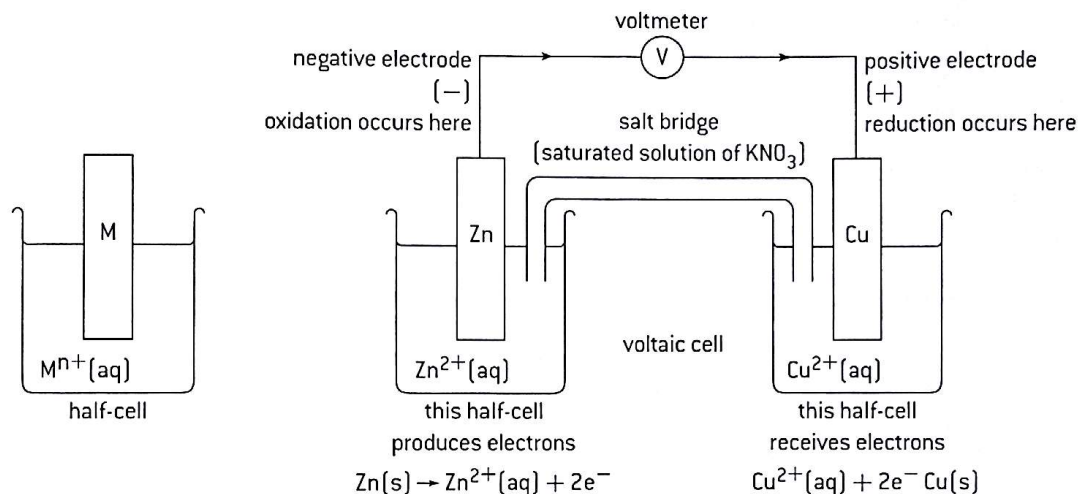 voltmeter
V
negative electrode
(−)
oxidation occurs here
positive electrode
(+)
reduction occurs here
salt bridge
(saturated solution of KNO₃)
M
Mⁿ⁺(aq)
half-cell
Zn
Zn²⁺(aq)
this half-cell
produces electrons
Zn(s) → Zn²⁺(aq) + 2e⁻
voltaic cell
Cu
Cu²⁺(aq)
this half-cell
receives electrons
Cu²⁺(aq) + 2e⁻ Cu(s)